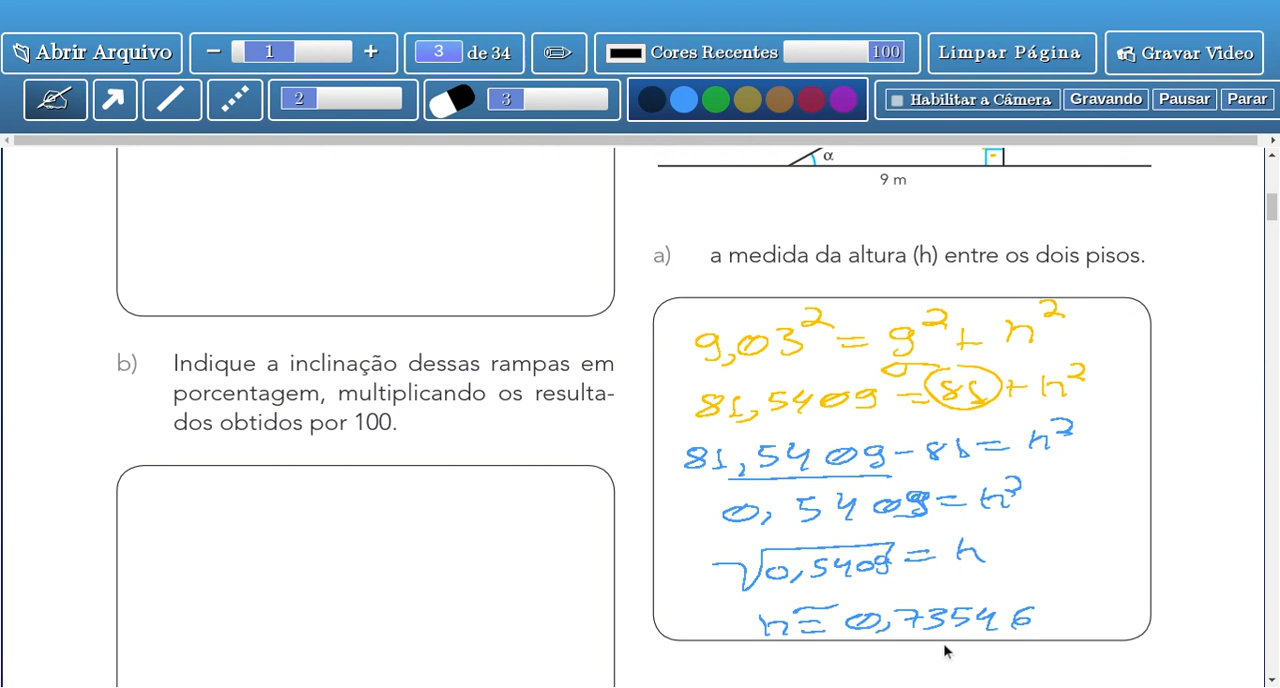 Abrir Arquivo − 1 + 3 de 34 Cores Recentes 100 Limpar Página Gravar Video
2 3 Habilitar a Câmera Gravando Pausar Parar
α
9 m
a) a medida da altura (h) entre os dois pisos.
9,03² = 9² + h²
81,5409 = 81 + h²
81,5409 - 81 = h²
0,5409 = h²
√0,5409 = h
h ≅ 0,73546
b) Indique a inclinação dessas rampas em
porcentagem, multiplicando os resulta-
dos obtidos por 100.